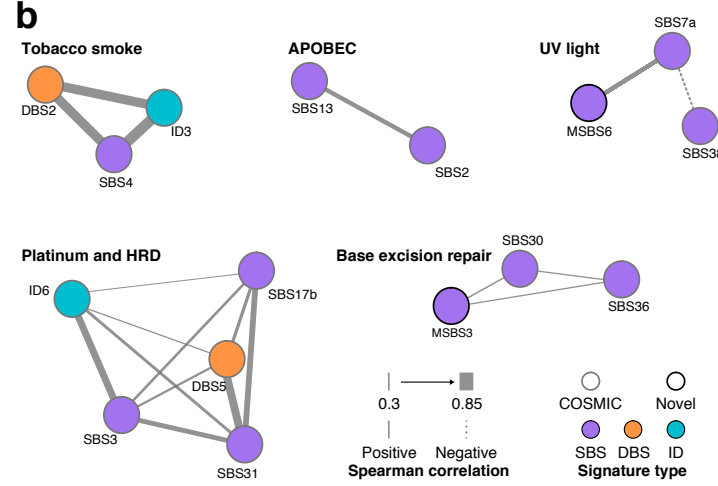 b
Tobacco smoke
DBS2
ID3
SBS4
APOBEC
SBS13
SBS2
UV light
SBS7a
MSBS6
SBS38
Platinum and HRD
ID6
SBS17b
DBS5
SBS3
SBS31
Base excision repair
SBS30
SBS36
MSBS3
0.3
0.85
Positive
Negative
Spearman correlation
COSMIC
Novel
SBS
DBS
ID
Signature type